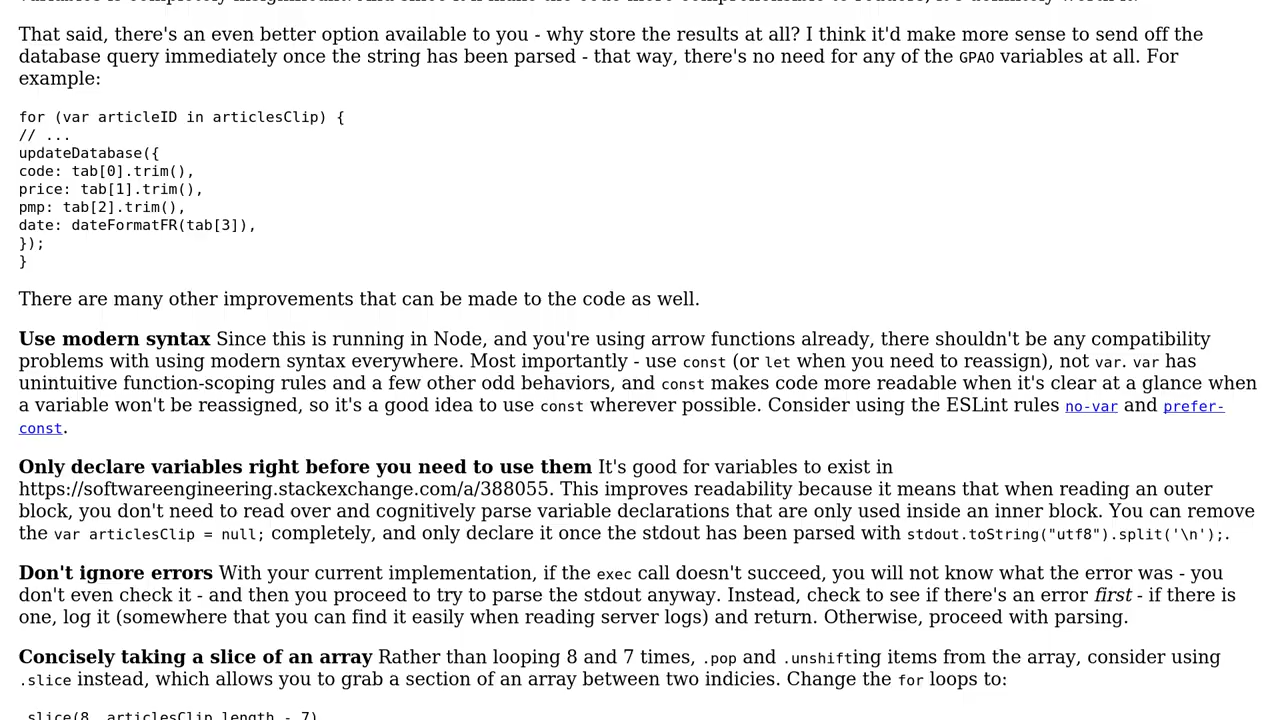 That said, there's an even better option available to you - why store the results at all? I think it'd make more sense to send off the
database query immediately once the string has been parsed - that way, there's no need for any of the GPAO variables at all. For
example:
for (var articleID in articlesClip) {
// ...
updateDatabase({
code: tab[0].trim(),
price: tab[1].trim(),
pmp: tab[2].trim(),
date: dateFormatFR(tab[3]),
});
}
There are many other improvements that can be made to the code as well.
Use modern syntax Since this is running in Node, and you're using arrow functions already, there shouldn't be any compatibility
problems with using modern syntax everywhere. Most importantly - use const (or let when you need to reassign), not var. var has
unintuitive function-scoping rules and a few other odd behaviors, and const makes code more readable when it's clear at a glance when
a variable won't be reassigned, so it's a good idea to use const wherever possible. Consider using the ESLint rules no-var and prefer-
const.
Only declare variables right before you need to use them It's good for variables to exist in
https://softwareengineering.stackexchange.com/a/388055. This improves readability because it means that when reading an outer
block, you don't need to read over and cognitively parse variable declarations that are only used inside an inner block. You can remove
the var articlesClip = null; completely, and only declare it once the stdout has been parsed with stdout.toString("utf8").split('\n');.
Don't ignore errors With your current implementation, if the exec call doesn't succeed, you will not know what the error was - you
don't even check it - and then you proceed to try to parse the stdout anyway. Instead, check to see if there's an error first - if there is
one, log it (somewhere that you can find it easily when reading server logs) and return. Otherwise, proceed with parsing.
Concisely taking a slice of an array Rather than looping 8 and 7 times, .pop and .unshifting items from the array, consider using
.slice instead, which allows you to grab a section of an array between two indicies. Change the for loops to:
.slice(8, articlesClip.length - 7)